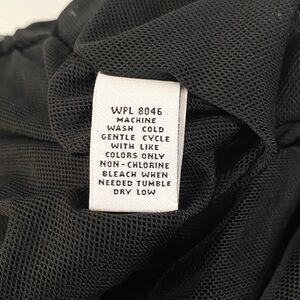 WPL 8046
MACHINE
WASH COLD
GENTLE CYCLE
WITH LIKE
COLORS ONLY
NON-CHLORINE
BLEACH WHEN
NEEDED TUMBLE
DRY LOW